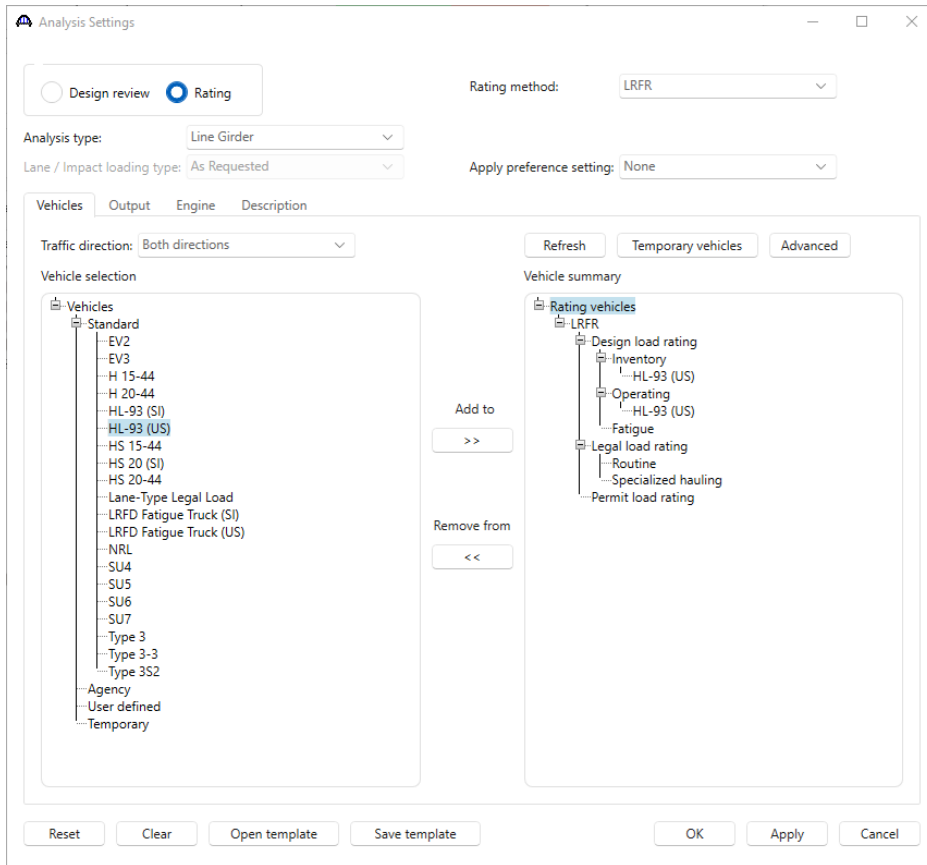 Analysis Settings
Design review Rating
Rating method: LRFR
Analysis type: Line Girder
Lane / Impact loading type: As Requested
Apply preference setting: None
Vehicles Output Engine Description
Traffic direction: Both directions
Refresh Temporary vehicles Advanced
Vehicle selection
Vehicles
Standard
EV2
EV3
H 15-44
H 20-44
HL-93 (SI)
HL-93 (US)
HS 15-44
HS 20 (SI)
HS 20-44
Lane-Type Legal Load
LRFD Fatigue Truck (SI)
LRFD Fatigue Truck (US)
NRL
SU4
SU5
SU6
SU7
Type 3
Type 3-3
Type 3S2
Agency
User defined
Temporary
Add to
>>
Remove from
<<
Vehicle summary
Rating vehicles
LRFR
Design load rating
Inventory
HL-93 (US)
Operating
HL-93 (US)
Fatigue
Legal load rating
Routine
Specialized hauling
Permit load rating
Reset Clear Open template Save template OK Apply Cancel